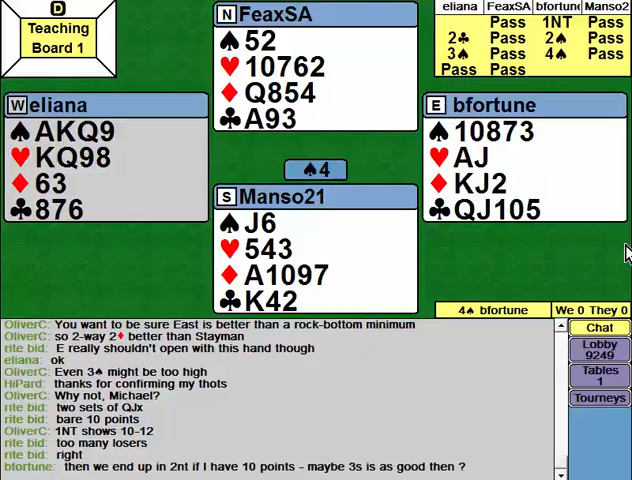 D
Teaching
Board 1
N FeaxSA
♠ 52
♥ 10762
♦ Q854
♣ A93
eliana FeaxSA bfortune Manso2
Pass 1NT Pass
2♣ Pass 2♠ Pass
3♠ Pass 4♠ Pass
Pass Pass
W eliana
♠ AKQ9
♥ KQ98
♦ 63
♣ 876
E bfortune
♠ 10873
♥ AJ
♦ KJ2
♣ QJ105
♠4
S Manso21
♠ J6
♥ 543
♦ A1097
♣ K42
4♠ bfortune We 0 They 0
OliverC: You want to be sure East is better than a rock-bottom minimum
OliverC: so 2-way 2♦ better than Stayman
rite bid: E really shouldn't open with this hand though
eliana: ok
OliverC: Even 3♠ might be too high
HiPard: thanks for confirming my thots
OliverC: Why not, Michael?
rite bid: two sets of QJx
rite bid: bare 10 points
OliverC: 1NT shows 10-12
rite bid: too many losers
rite bid: right
bfortune: then we end up in 2nt if I have 10 points - maybe 3s is as good then ?
Chat
Lobby
9249
Tables
1
Tourneys